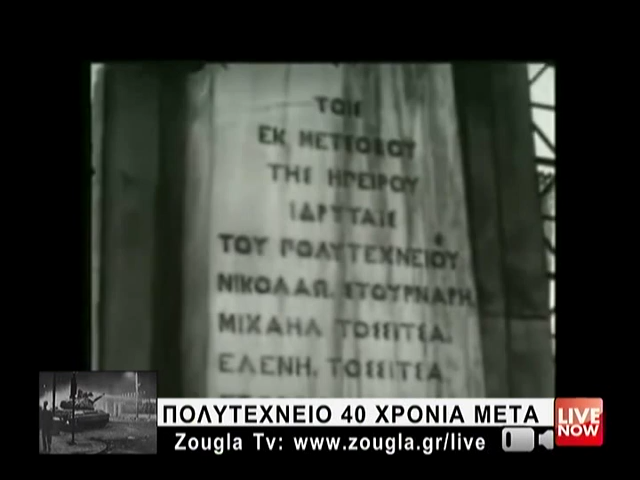 ΤΟΙΣ
ΕΚ ΜΕΤΣΟΒΟΥ
ΤΗΣ ΗΠΕΙΡΟΥ
ΙΔΡΥΤΑΙΣ
ΤΟΥ ΠΟΛΥΤΕΧΝΕΙΟΥ
ΝΙΚΟΛΑΩ, ΣΤΟΥΡΝΑΡΗ,
ΜΙΧΑΗΛ ΤΟΣΙΤΣΑ,
ΕΛΕΝΗ, ΤΟΣΙΤΣΑ
ΠΟΛΥΤΕΧΝΕΙΟ 40 ΧΡΟΝΙΑ ΜΕΤΑ
LIVE NOW
Zougla Tv: www.zougla.gr/live